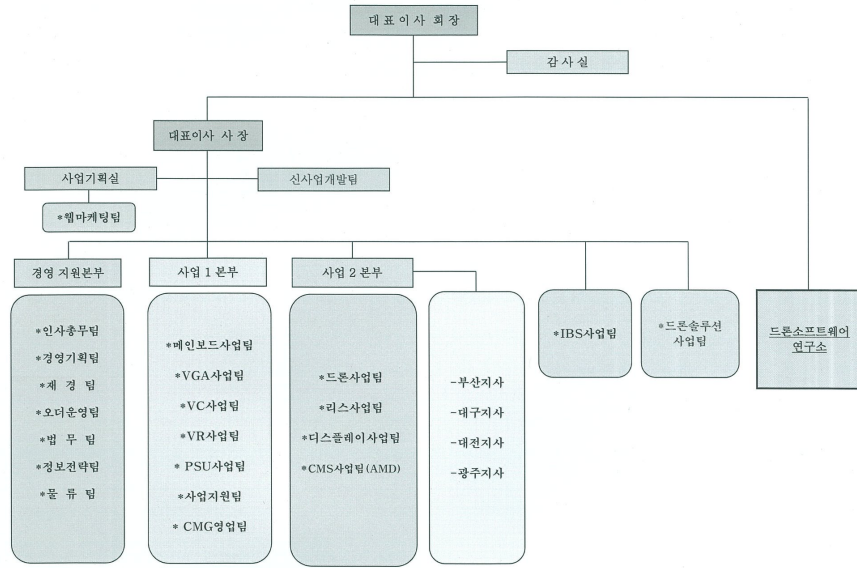 대표이사 회장
감사실
대표이사 사장
사업기획실
신사업개발팀
*웹마케팅팀
경영 지원본부
*인사총무팀
*경영기획팀
*재 경 팀
*오더운영팀
*법 무 팀
*정보전략팀
*물 류 팀
사업 1 본부
*메인보드사업팀
*VGA사업팀
*VC사업팀
*VR사업팀
* PSU사업팀
*사업지원팀
* CMG영업팀
사업 2 본부
*드론사업팀
*리스사업팀
*디스플레이사업팀
*CMS사업팀(AMD)
-부산지사
-대구지사
-대전지사
-광주지사
*IBS사업팀
*드론솔루션
사업팀
드론소프트웨어
연구소